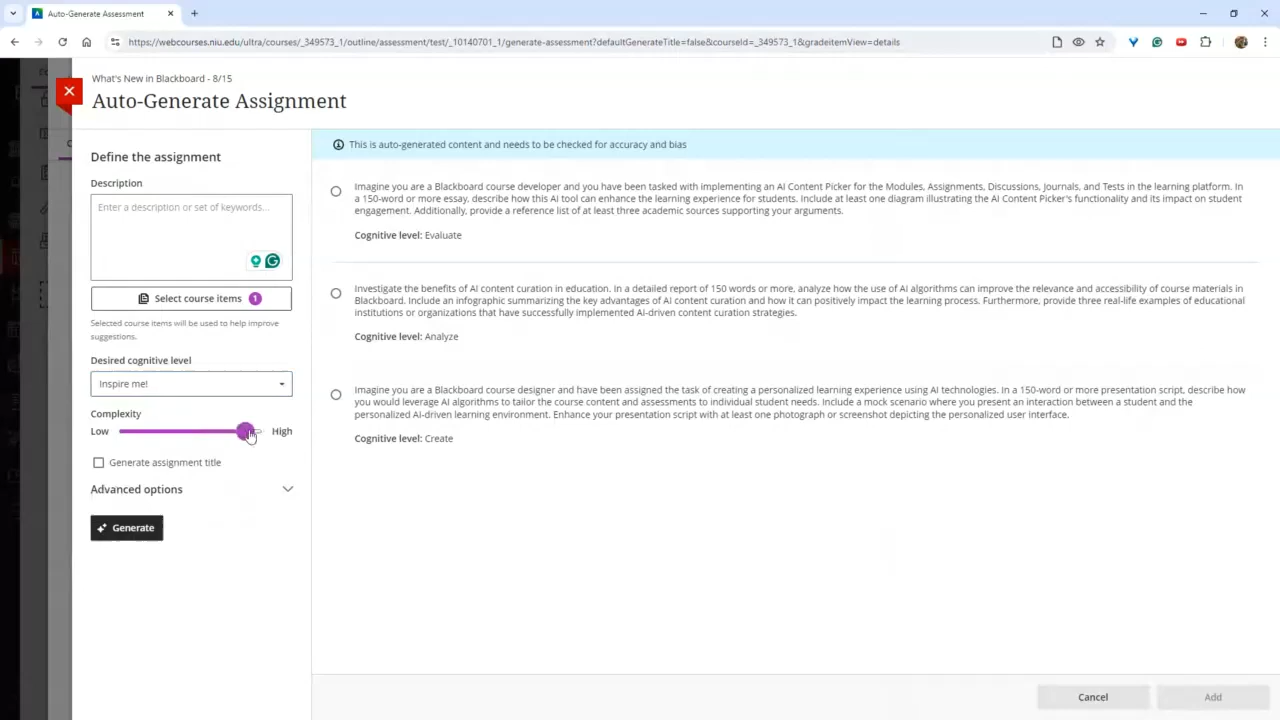 Auto-Generate Assignment
https://webcourses.niu.edu/ultra/courses/_349573_1/outline/assessment/test/_10140701_1/generate-assessment?defaultGenerateTitle=false&courseId=_349573_1&gradeitemView=details
What's New in Blackboard - 8/15
Auto-Generate Assignment
Define the assignment
Description
Enter a description or set of keywords...
Select course items 1
Selected course items will be used to help improve
suggestions.
Desired cognitive level
Inspire me!
Complexity
Low High
Generate assignment title
Advanced options
Generate
This is auto-generated content and needs to be checked for accuracy and bias
Imagine you are a Blackboard course developer and you have been tasked with implementing an AI Content Picker for the Modules, Assignments, Discussions, Journals, and Tests in the learning platform. In
a 150-word or more essay, describe how this AI tool can enhance the learning experience for students. Include at least one diagram illustrating the AI Content Picker's functionality and its impact on student
engagement. Additionally, provide a reference list of at least three academic sources supporting your arguments.
Cognitive level: Evaluate
Investigate the benefits of AI content curation in education. In a detailed report of 150 words or more, analyze how the use of AI algorithms can improve the relevance and accessibility of course materials in
Blackboard. Include an infographic summarizing the key advantages of AI content curation and how it can positively impact the learning process. Furthermore, provide three real-life examples of educational
institutions or organizations that have successfully implemented AI-driven content curation strategies.
Cognitive level: Analyze
Imagine you are a Blackboard course designer and have been assigned the task of creating a personalized learning experience using AI technologies. In a 150-word or more presentation script, describe how
you would leverage AI algorithms to tailor the course content and assessments to individual student needs. Include a mock scenario where you present an interaction between a student and the
personalized AI-driven learning environment. Enhance your presentation script with at least one photograph or screenshot depicting the personalized user interface.
Cognitive level: Create
Cancel
Add